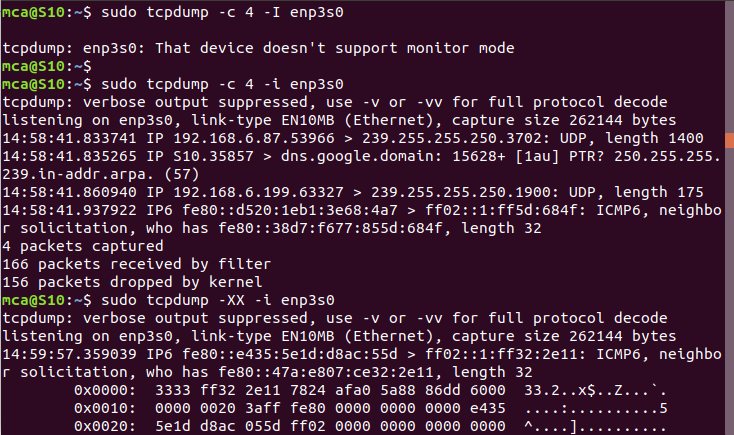 mca@S10:~$ sudo tcpdump -c 4 -I enp3s0
tcpdump: enp3s0: That device doesn't support monitor mode
mca@S10:~$
mca@S10:~$ sudo tcpdump -c 4 -i enp3s0
tcpdump: verbose output suppressed, use -v or -vv for full protocol decode
listening on enp3s0, link-type EN10MB (Ethernet), capture size 262144 bytes
14:58:41.833741 IP 192.168.6.87.53966 > 239.255.255.250.3702: UDP, length 1400
14:58:41.835265 IP S10.35857 > dns.google.domain: 15628+ [1au] PTR? 250.255.255.
239.in-addr.arpa. (57)
14:58:41.860940 IP 192.168.6.199.63327 > 239.255.255.250.1900: UDP, length 175
14:58:41.937922 IP6 fe80::d520:1eb1:3e68:4a7 > ff02::1:ff5d:684f: ICMP6, neighbo
r solicitation, who has fe80::38d7:f677:855d:684f, length 32
4 packets captured
166 packets received by filter
156 packets dropped by kernel
mca@S10:~$ sudo tcpdump -XX -i enp3s0
tcpdump: verbose output suppressed, use -v or -vv for full protocol decode
listening on enp3s0, link-type EN10MB (Ethernet), capture size 262144 bytes
14:59:57.359039 IP6 fe80::e435:5e1d:d8ac:55d > ff02::1:ff32:2e11: ICMP6, neighbo
r solicitation, who has fe80::47a:e807:ce32:2e11, length 32
0x0000:  3333 ff32 2e11 7824 afa0 5a88 86dd 6000  33.2..x$..Z...`.
0x0010:  0000 0020 3aff fe80 0000 0000 0000 e435  ....:..........5
0x0020:  5e1d d8ac 055d ff02 0000 0000 0000 0000  ^....]..........